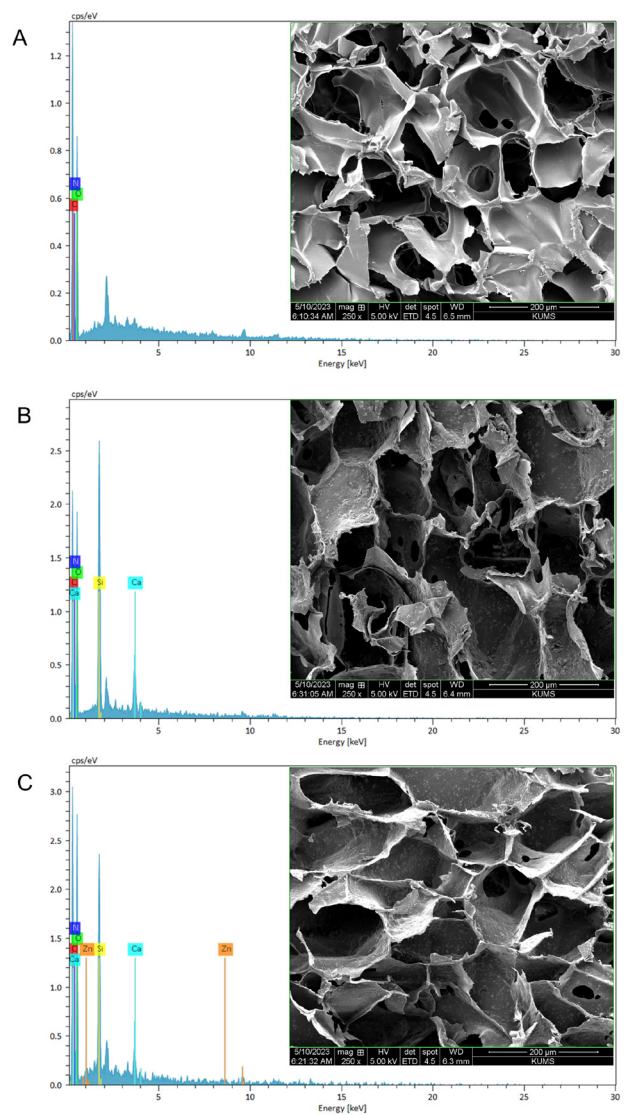 A
cps/eV
1.2
1.0
0.8
0.6
0.4
0.2
0.0
N
O
C
5
10
15
20
25
30
Energy [keV]
5/10/2023 mag HV det spot WD 200 μm
6:10:34 AM 250 x 5.00 kV ETD 4.5 6.5 mm KUMS
B
cps/eV
2.5
2.0
1.5
1.0
0.5
0.0
N
O
C
Ca
Si
Ca
5
10
15
20
25
30
Energy [keV]
5/10/2023 mag HV det spot WD 200 μm
6:31:05 AM 250 x 5.00 kV ETD 4.5 6.4 mm KUMS
C
cps/eV
3.0
2.5
2.0
1.5
1.0
0.5
0.0
N
O
C
Ca
Zn
Si
Ca
Zn
5
10
15
20
25
30
Energy [keV]
5/10/2023 mag HV det spot WD 200 μm
6:21:32 AM 250 x 5.00 kV ETD 4.5 6.3 mm KUMS